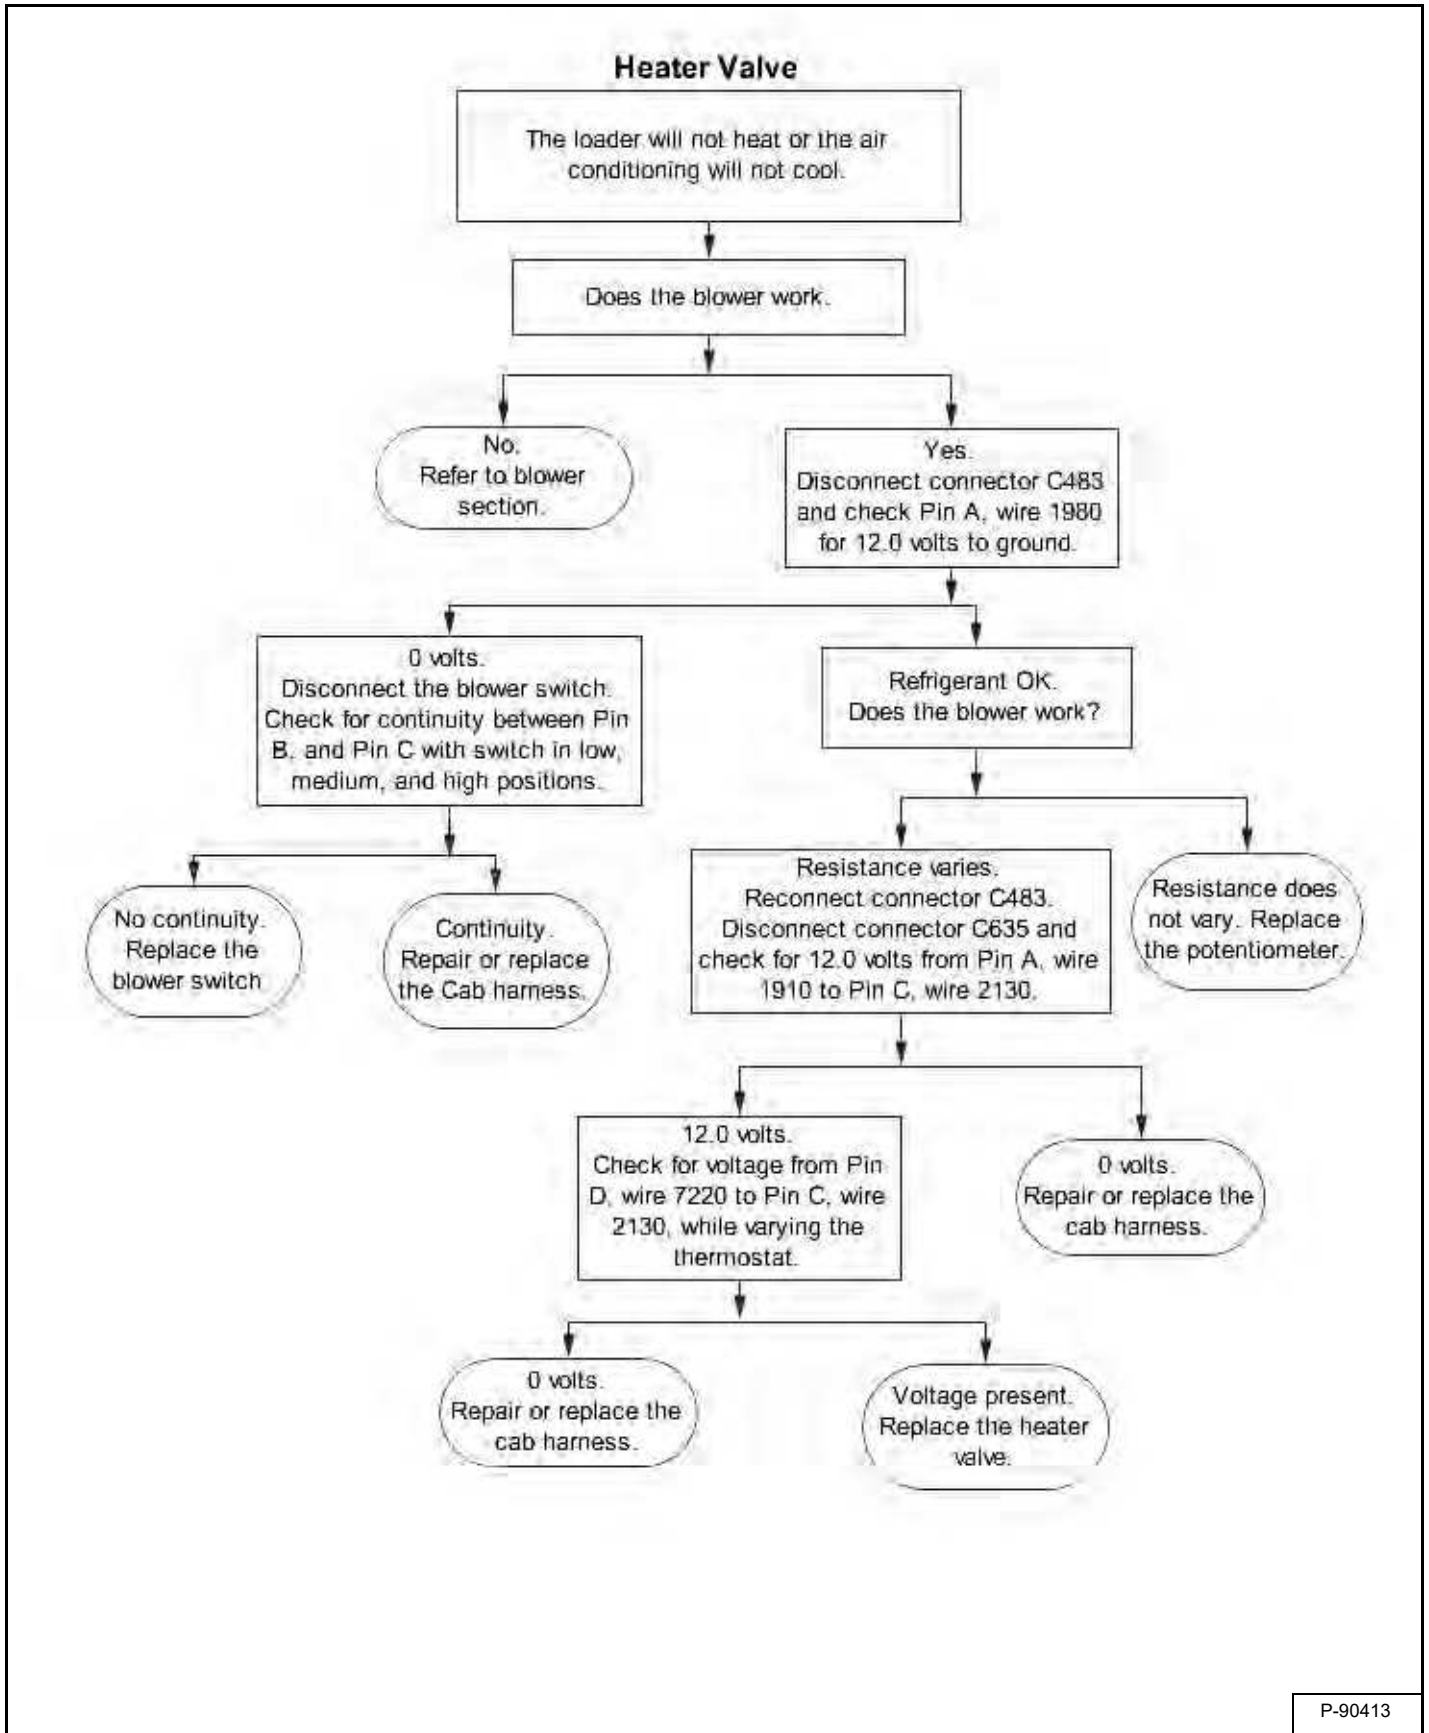 Heater Valve
The loader will not heat or the air
conditioning will not cool.
Does the blower work.
No.
Refer to blower
section.
Yes.
Disconnect connector C483
and check Pin A, wire 1980
for 12.0 volts to ground.
0 volts.
Disconnect the blower switch.
Check for continuity between Pin
B, and Pin C with switch in low,
medium, and high positions.
Refrigerant OK.
Does the blower work?
No continuity.
Replace the
blower switch
Continuity.
Repair or replace
the Cab harness.
Resistance varies.
Reconnect connector C483.
Disconnect connector C635 and
check for 12.0 volts from Pin A, wire
1910 to Pin C, wire 2130.
Resistance does
not vary. Replace
the potentiometer.
12.0 volts.
Check for voltage from Pin
D, wire 7220 to Pin C, wire
2130, while varying the
thermostat.
0 volts.
Repair or replace the
cab harness.
0 volts.
Repair or replace the
cab harness.
Voltage present.
Replace the heater
valve.
P-90413